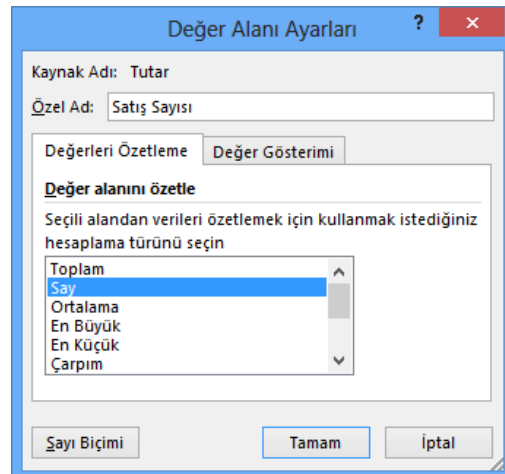 Değer Alanı Ayarları ? ×
Kaynak Adı: Tutar
Özel Ad: Satış Sayısı
Değerleri Özetleme Değer Gösterimi
Değer alanını özetle
Seçili alandan verileri özetlemek için kullanmak istediğiniz
hesaplama türünü seçin
Toplam
Say
Ortalama
En Büyük
En Küçük
Çarpım
Sayı Biçimi Tamam İptal